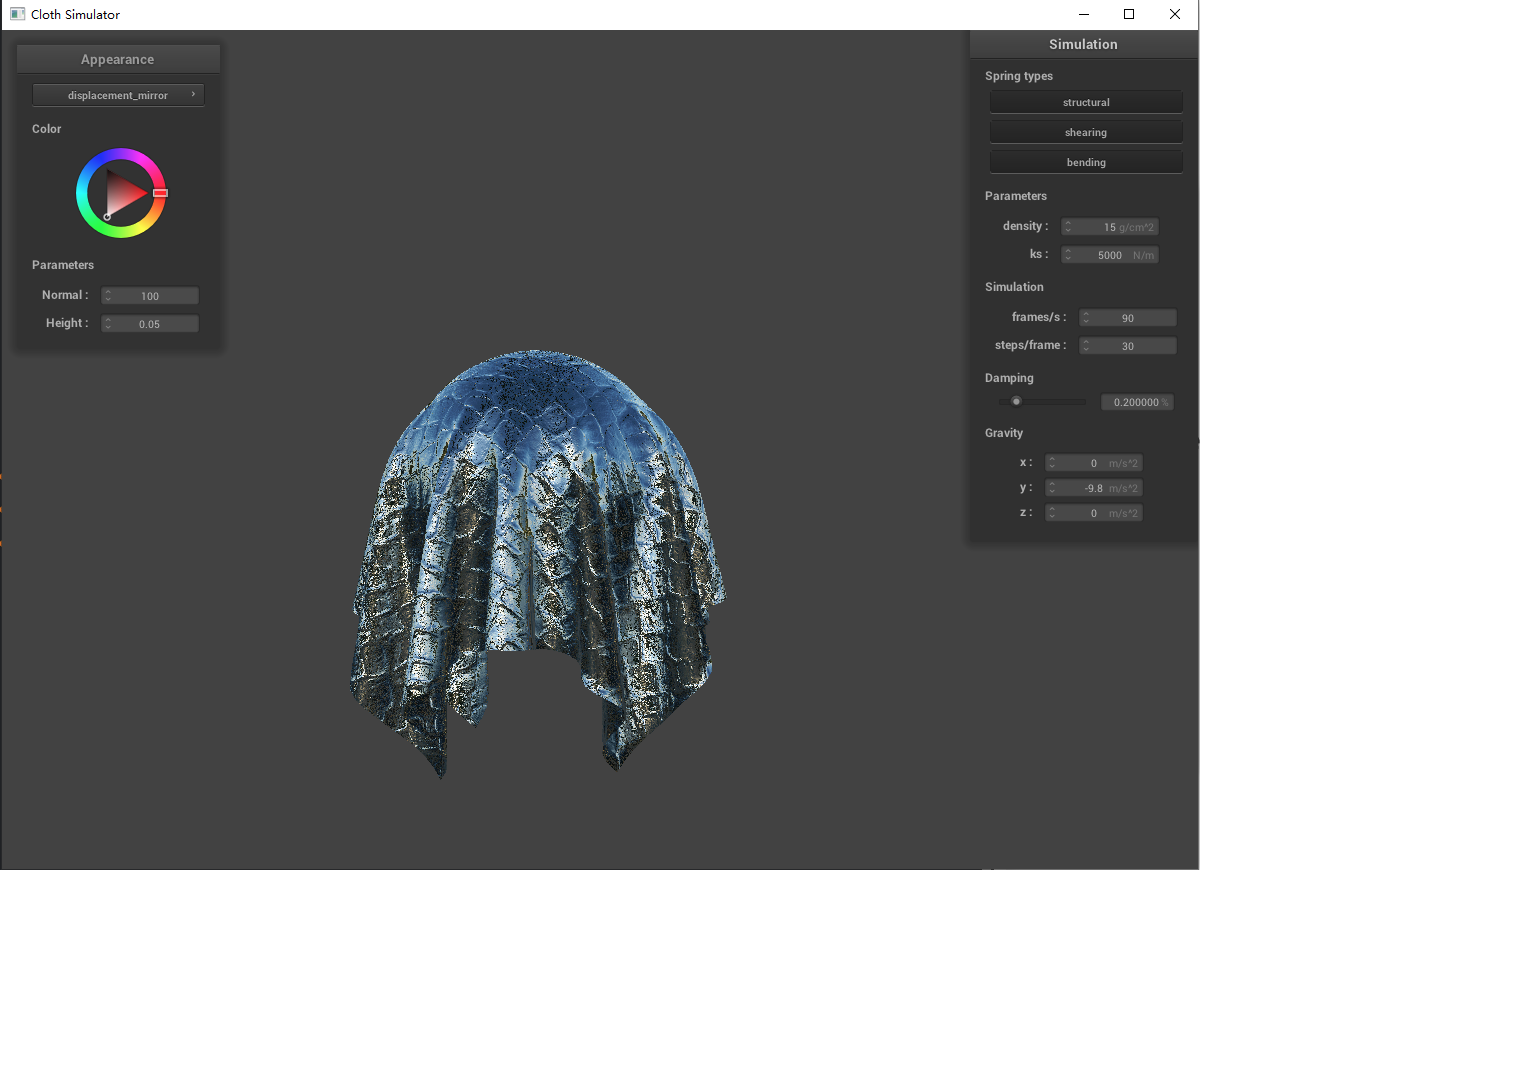 Cloth Simulator
Appearance
displacement_mirror
Color
Parameters
Normal : 100
Height : 0.05
Simulation
Spring types
structural
shearing
bending
Parameters
density : 15 g/cm^2
ks : 5000 N/m
Simulation
frames/s : 90
steps/frame : 30
Damping
0.200000 %
Gravity
x : 0 m/s^2
y : -9.8 m/s^2
z : 0 m/s^2